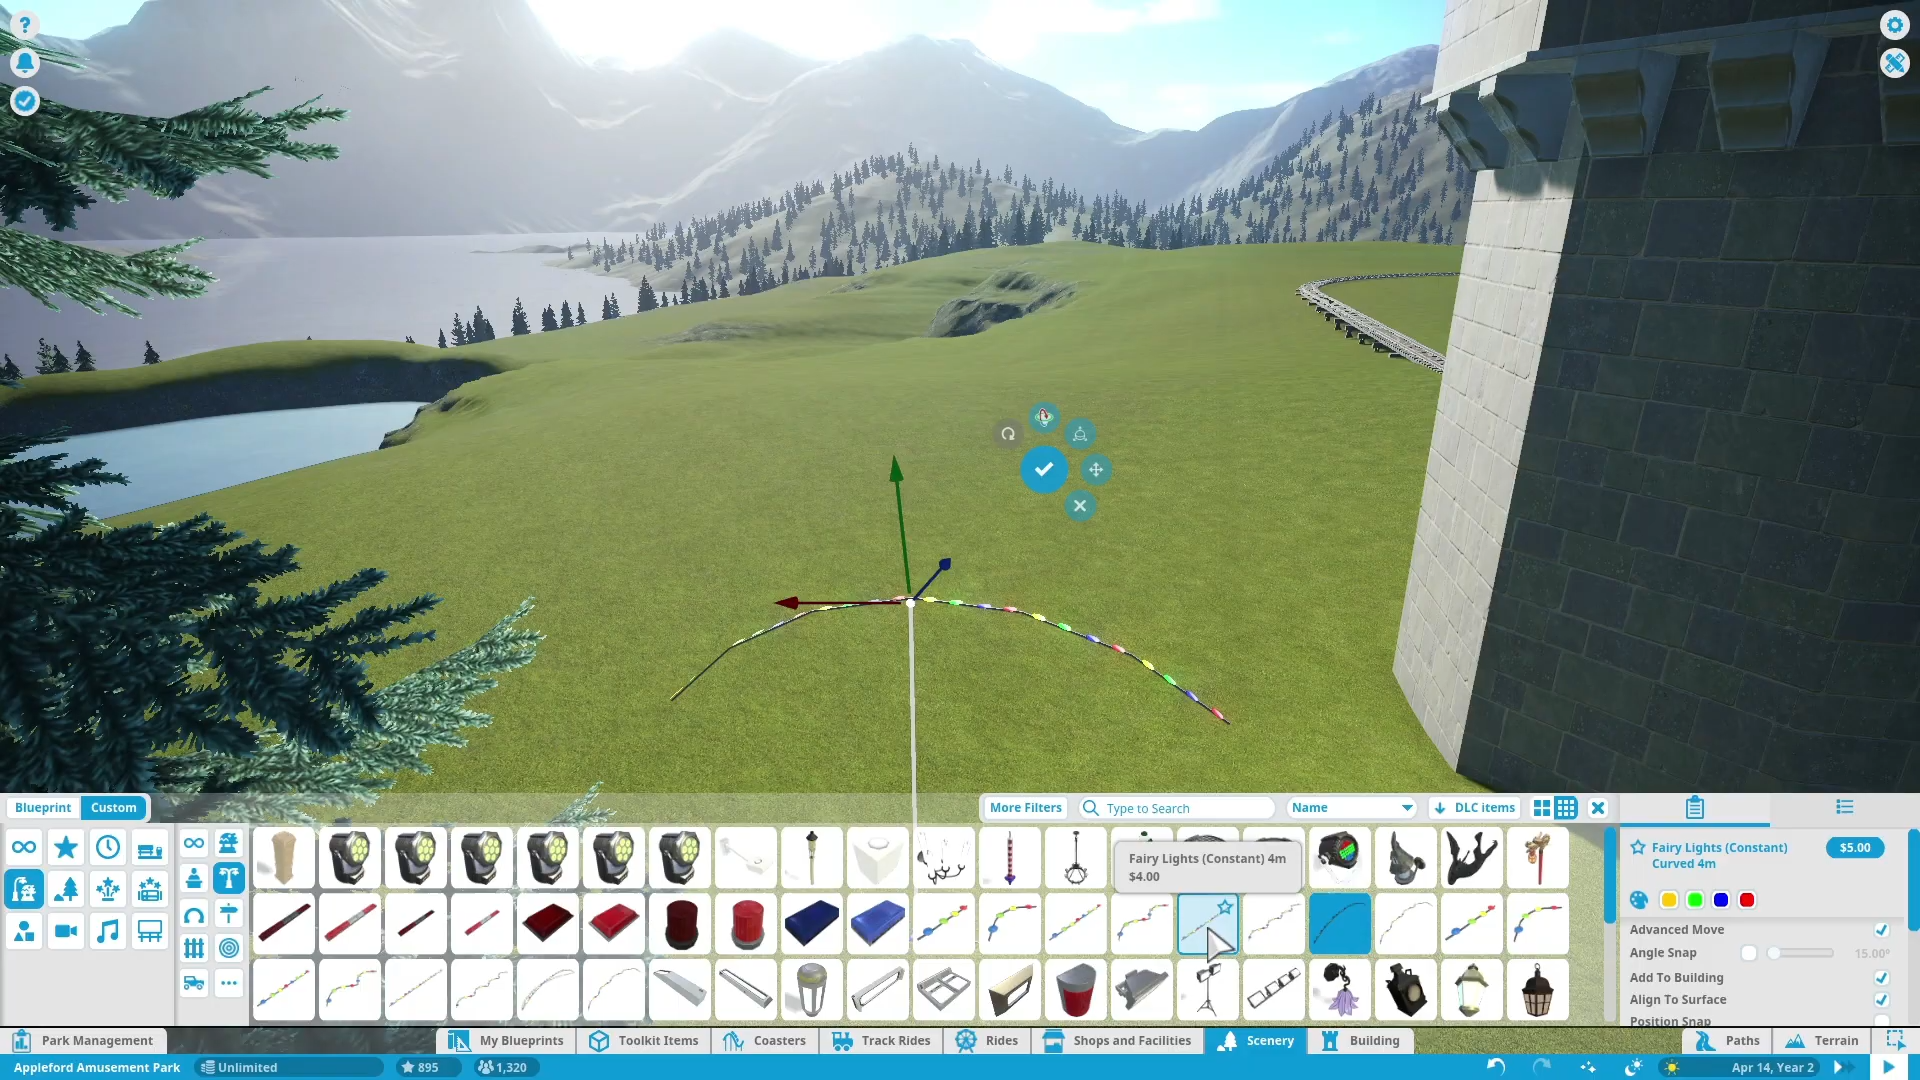 Blueprint
Custom
More Filters
Type to Search
Name
DLC items
Fairy Lights (Constant) 4m
$4.00
Fairy Lights (Constant) Curved 4m
$5.00
Advanced Move
Angle Snap
15.00°
Add To Building
Align To Surface
Position Snap
Park Management
My Blueprints
Toolkit Items
Coasters
Track Rides
Rides
Shops and Facilities
Scenery
Building
Paths
Terrain
Appleford Amusement Park
Unlimited
895
1,320
Apr 14, Year 2